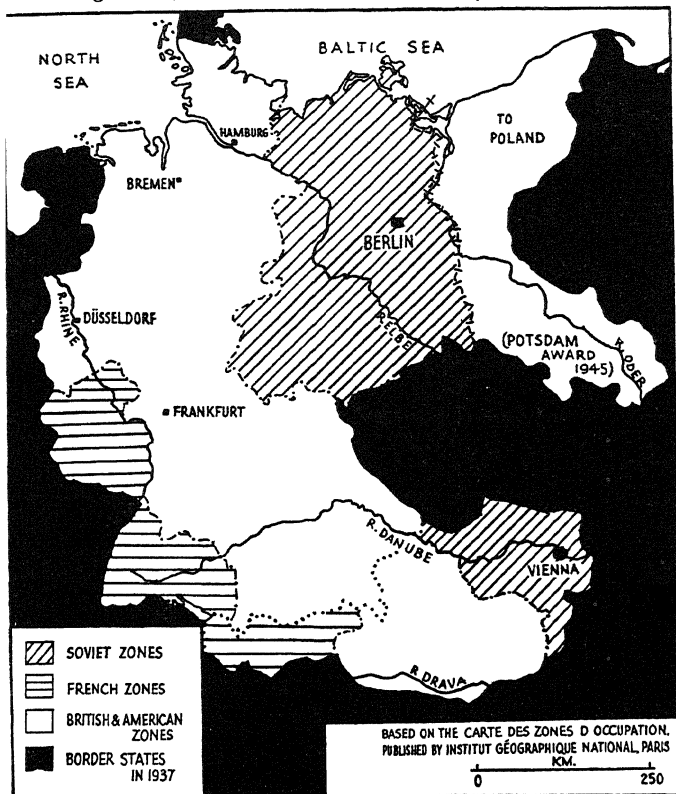 NORTH
SEA
BALTIC SEA
HAMBURG
TO
POLAND
BREMEN
BERLIN
R. RHINE
DÜSSELDORF
R.ELBE
(POTSDAM
AWARD
1945)
R. ODER
FRANKFURT
R. DANUBE
VIENNA
R. DRAVA
SOVIET ZONES
FRENCH ZONES
BRITISH & AMERICAN
ZONES
BORDER STATES
IN 1937
BASED ON THE CARTE DES ZONES D OCCUPATION,
PUBLISHED BY INSTITUT GÉOGRAPHIQUE NATIONAL, PARIS
KM.
0 250